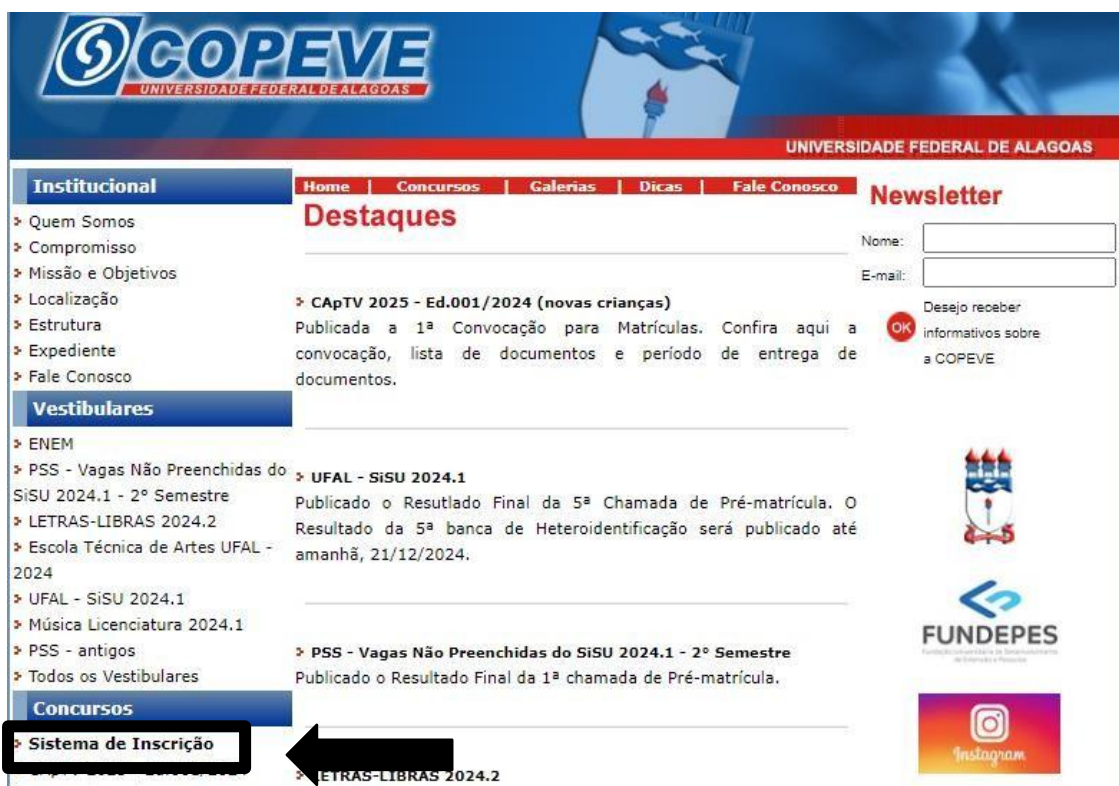 COPEVE
UNIVERSIDADE FEDERAL DE ALAGOAS
UNIVERSIDADE FEDERAL DE ALAGOAS
Institucional
Quem Somos
Compromisso
Missão e Objetivos
Localização
Estrutura
Expediente
Fale Conosco
Vestibulares
ENEM
PSS - Vagas Não Preenchidas do
SiSU 2024.1 - 2º Semestre
LETRAS-LIBRAS 2024.2
Escola Técnica de Artes UFAL -
2024
UFAL - SiSU 2024.1
Música Licenciatura 2024.1
PSS - antigos
Todos os Vestibulares
Concursos
Sistema de Inscrição
Home | Concursos | Galerias | Dicas | Fale Conosco
Destaques
CApTV 2025 - Ed.001/2024 (novas crianças)
Publicada a 1ª Convocação para Matrículas. Confira aqui a
convocação, lista de documentos e período de entrega de
documentos.
UFAL - SiSU 2024.1
Publicado o Resutlado Final da 5ª Chamada de Pré-matrícula. O
Resultado da 5ª banca de Heteroidentificação será publicado até
amanhã, 21/12/2024.
PSS - Vagas Não Preenchidas do SiSU 2024.1 - 2º Semestre
Publicado o Resultado Final da 1ª chamada de Pré-matrícula.
LETRAS-LIBRAS 2024.2
Newsletter
Nome:
E-mail:
OK
Desejo receber
informativos sobre
a COPEVE
FUNDEPES
Instagram